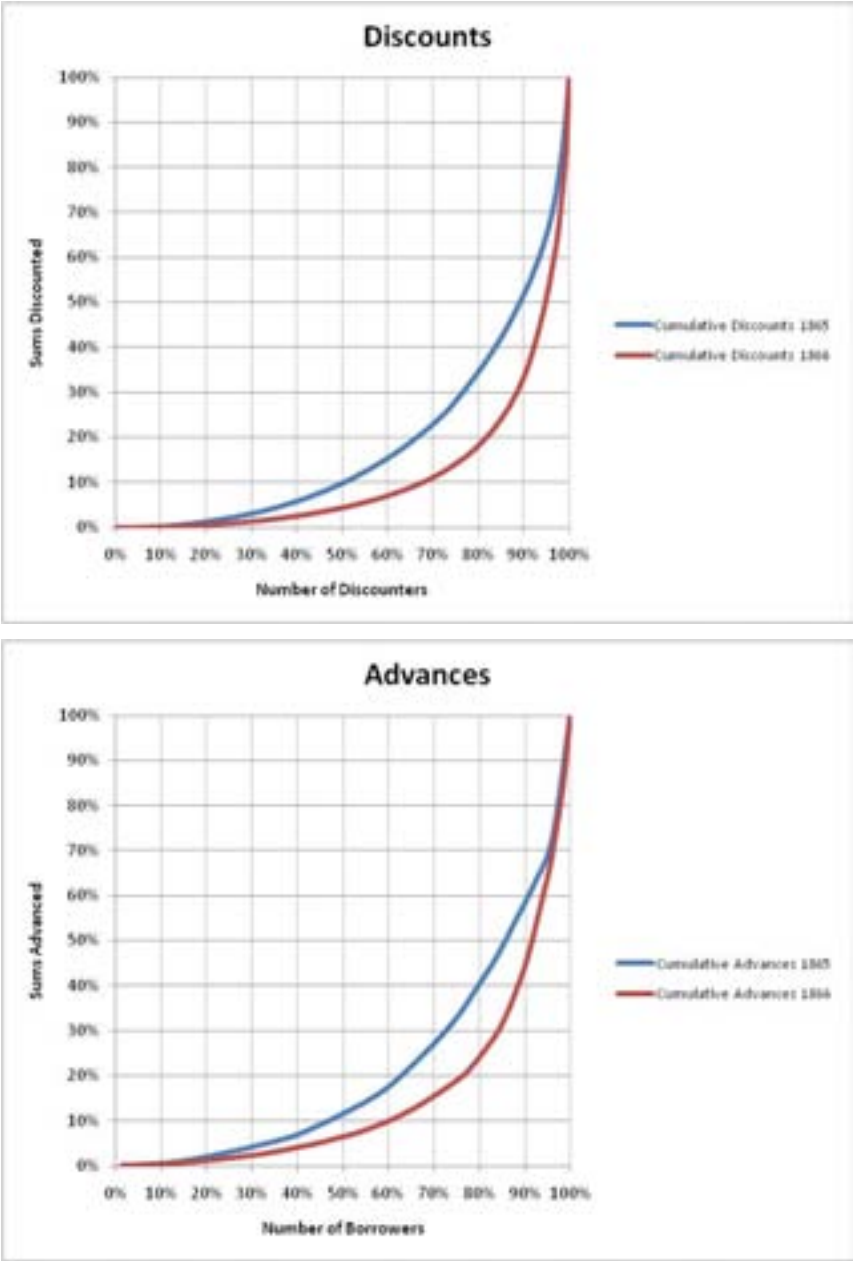 Discounts
100%
90%
80%
70%
60%
50%
40%
30%
20%
10%
0%
Sums Discounted
0% 10% 20% 30% 40% 50% 60% 70% 80% 90% 100%
Number of Discounters
Cumulative Discounts 1865
Cumulative Discounts 1866
Advances
100%
90%
80%
70%
60%
50%
40%
30%
20%
10%
0%
Sums Advanced
0% 10% 20% 30% 40% 50% 60% 70% 80% 90% 100%
Number of Borrowers
Cumulative Advances 1865
Cumulative Advances 1866